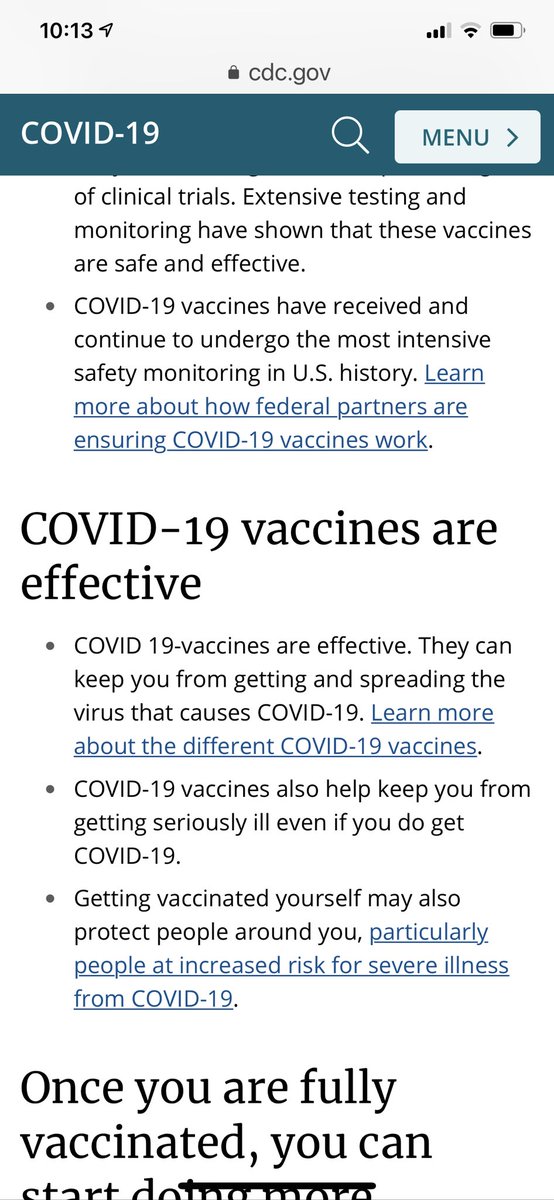 10:13
cdc.gov
COVID-19
MENU
of clinical trials. Extensive testing and
monitoring have shown that these vaccines
are safe and effective.
• COVID-19 vaccines have received and
continue to undergo the most intensive
safety monitoring in U.S. history. Learn
more about how federal partners are
ensuring COVID-19 vaccines work.
COVID-19 vaccines are
effective
• COVID 19-vaccines are effective. They can
keep you from getting and spreading the
virus that causes COVID-19. Learn more
about the different COVID-19 vaccines.
• COVID-19 vaccines also help keep you from
getting seriously ill even if you do get
COVID-19.
• Getting vaccinated yourself may also
protect people around you, particularly
people at increased risk for severe illness
from COVID-19.
Once you are fully
vaccinated, you can
start doing more